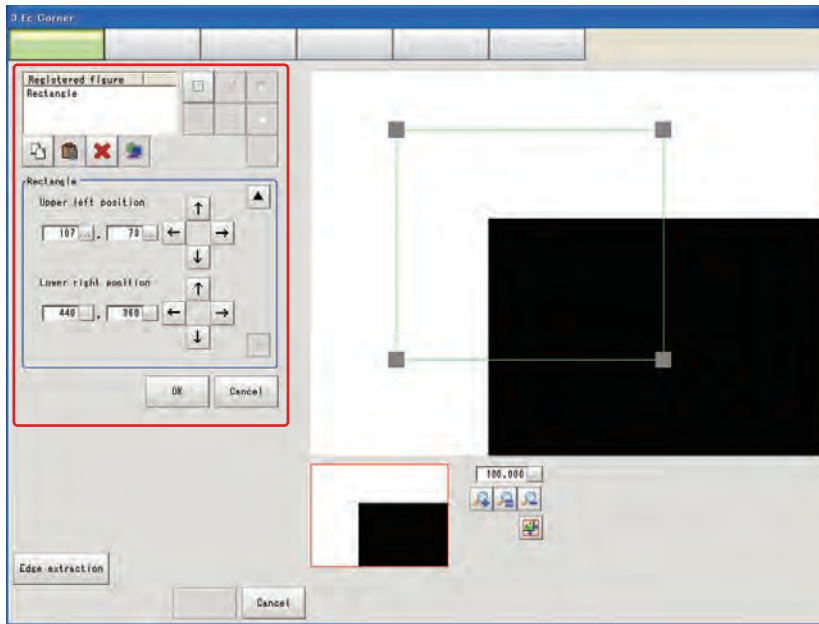 3.Ec Corner
Registered figure
Rectangle
Rectangle
Upper left position
107 ... , 70 ...
Lower right position
440 ... , 360 ...
OK Cancel
100.000 ...
Edge extraction
Cancel